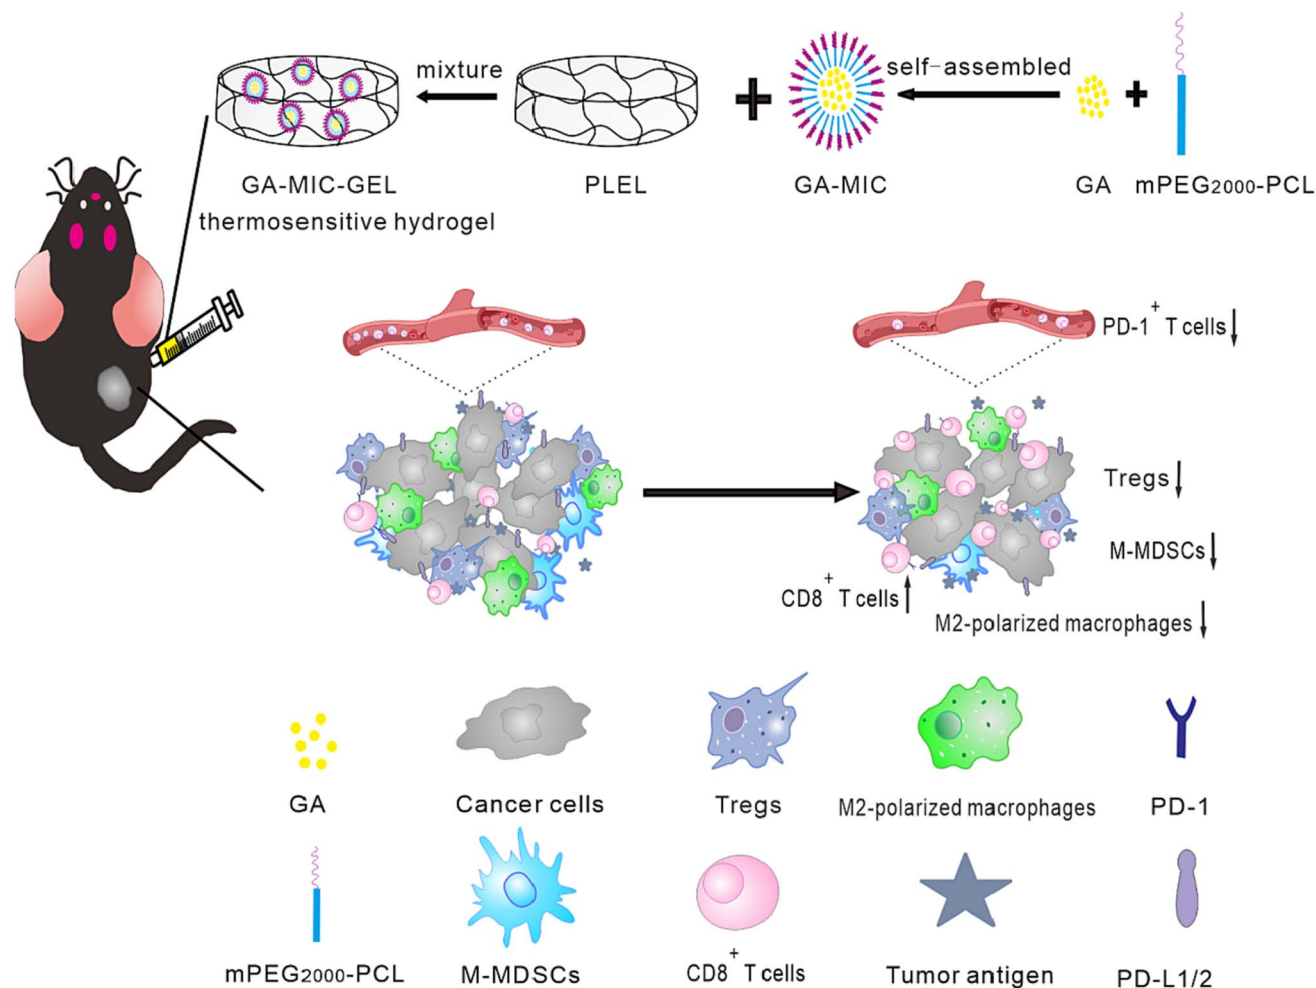 mixture
self-assembled
GA-MIC-GEL
thermosensitive hydrogel
PLEL
GA-MIC
GA
mPEG2000-PCL
PD-1+ T cells↓
Tregs↓
M-MDSCs↓
CD8+ T cells↑
M2-polarized macrophages↓
GA
Cancer cells
Tregs
M2-polarized macrophages
PD-1
mPEG2000-PCL
M-MDSCs
CD8+ T cells
Tumor antigen
PD-L1/2